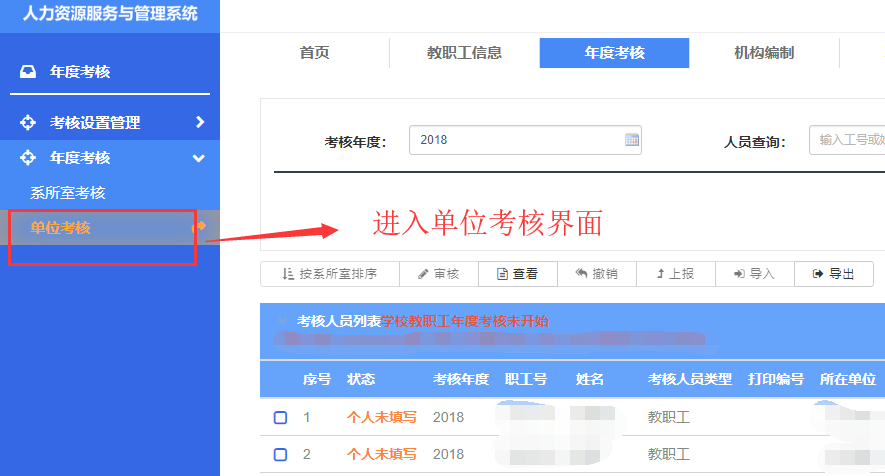 人力资源服务与管理系统
首页 教职工信息 年度考核 机构编制
年度考核
考核设置管理
年度考核
系所室考核
单位考核
考核年度： 2018 人员查询： 输入工号或
进入单位考核界面
按系所室排序 审核 查看 撤销 上报 导入 导出
考核人员列表学校教职工年度考核未开始
序号 状态 考核年度 职工号 姓名 考核人员类型 打印编号 所在单位
1 个人未填写 2018 教职工
2 个人未填写 2018 教职工